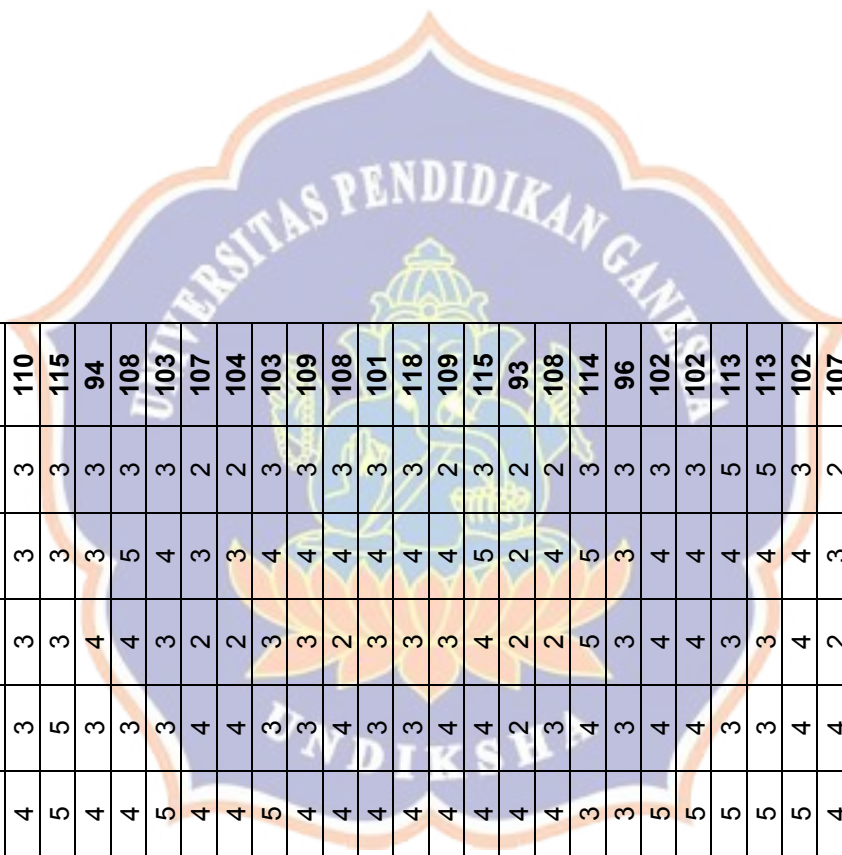 UNIVERSITAS PENDIDIKAN GANESHA
UNDIKSHA
4 3 3 3 3 110
5 5 3 3 3 115
4 3 4 3 3 94
4 3 4 5 3 108
5 3 3 4 3 103
4 4 2 3 2 107
4 4 2 3 2 104
5 3 3 4 3 103
4 3 3 4 3 109
4 4 2 4 3 108
4 3 3 4 3 101
4 3 3 4 3 118
4 4 3 4 2 109
4 4 4 5 3 115
4 2 2 2 2 93
4 3 2 4 2 108
3 4 5 5 3 114
3 3 3 3 3 96
5 4 4 4 3 102
5 4 4 4 3 102
5 3 3 4 5 113
5 3 3 4 5 113
5 4 4 4 3 102
4 4 2 3 2 107